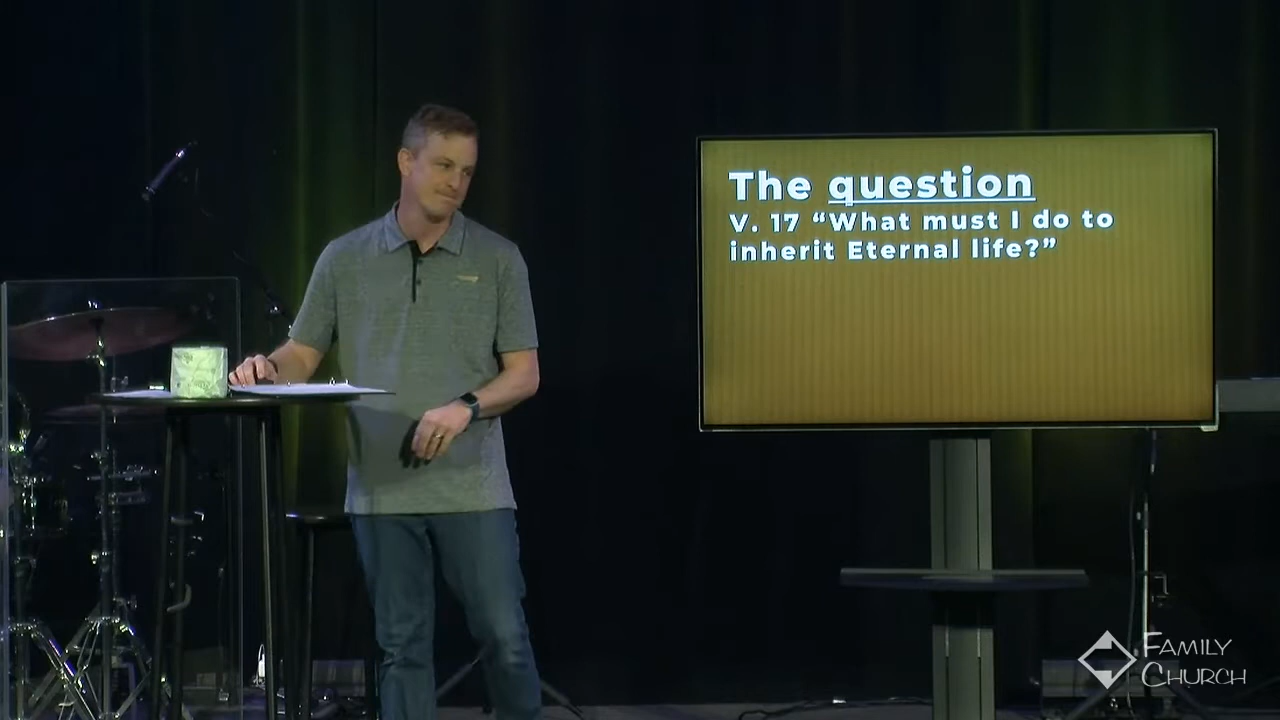 The question
V. 17 “What must I do to
inherit Eternal life?”
Family
Church